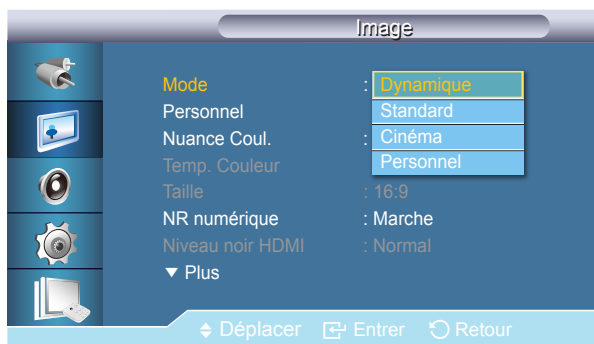 Image
Mode : Dynamique
Personnel Standard
Nuance Coul. : Cinéma
Temp. Couleur Personnel
Taille : 16:9
NR numérique : Marche
Niveau noir HDMI : Normal
▼ Plus
Déplacer Entrer Retour